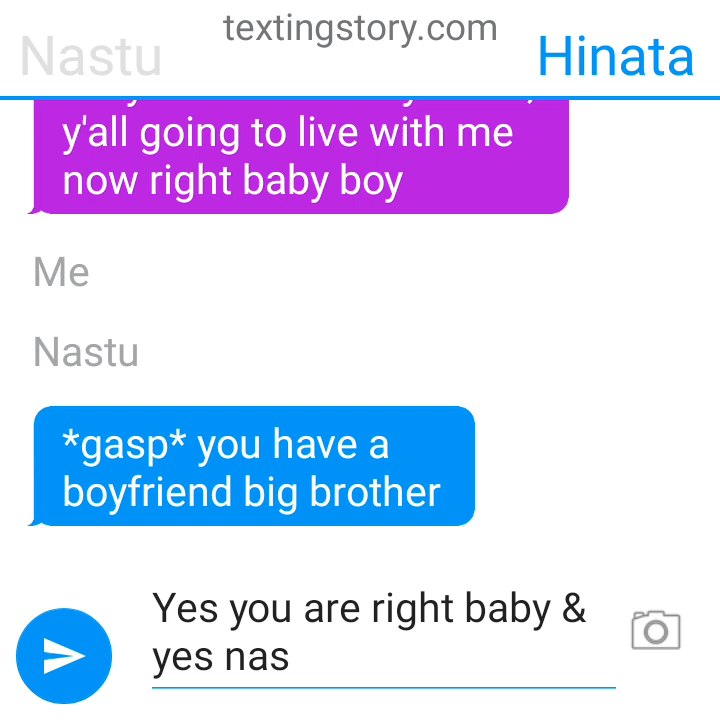 textingstory.com
Nastu
Hinata
y'all going to live with me
now right baby boy
Me
Nastu
*gasp* you have a
boyfriend big brother
Yes you are right baby &
yes nas